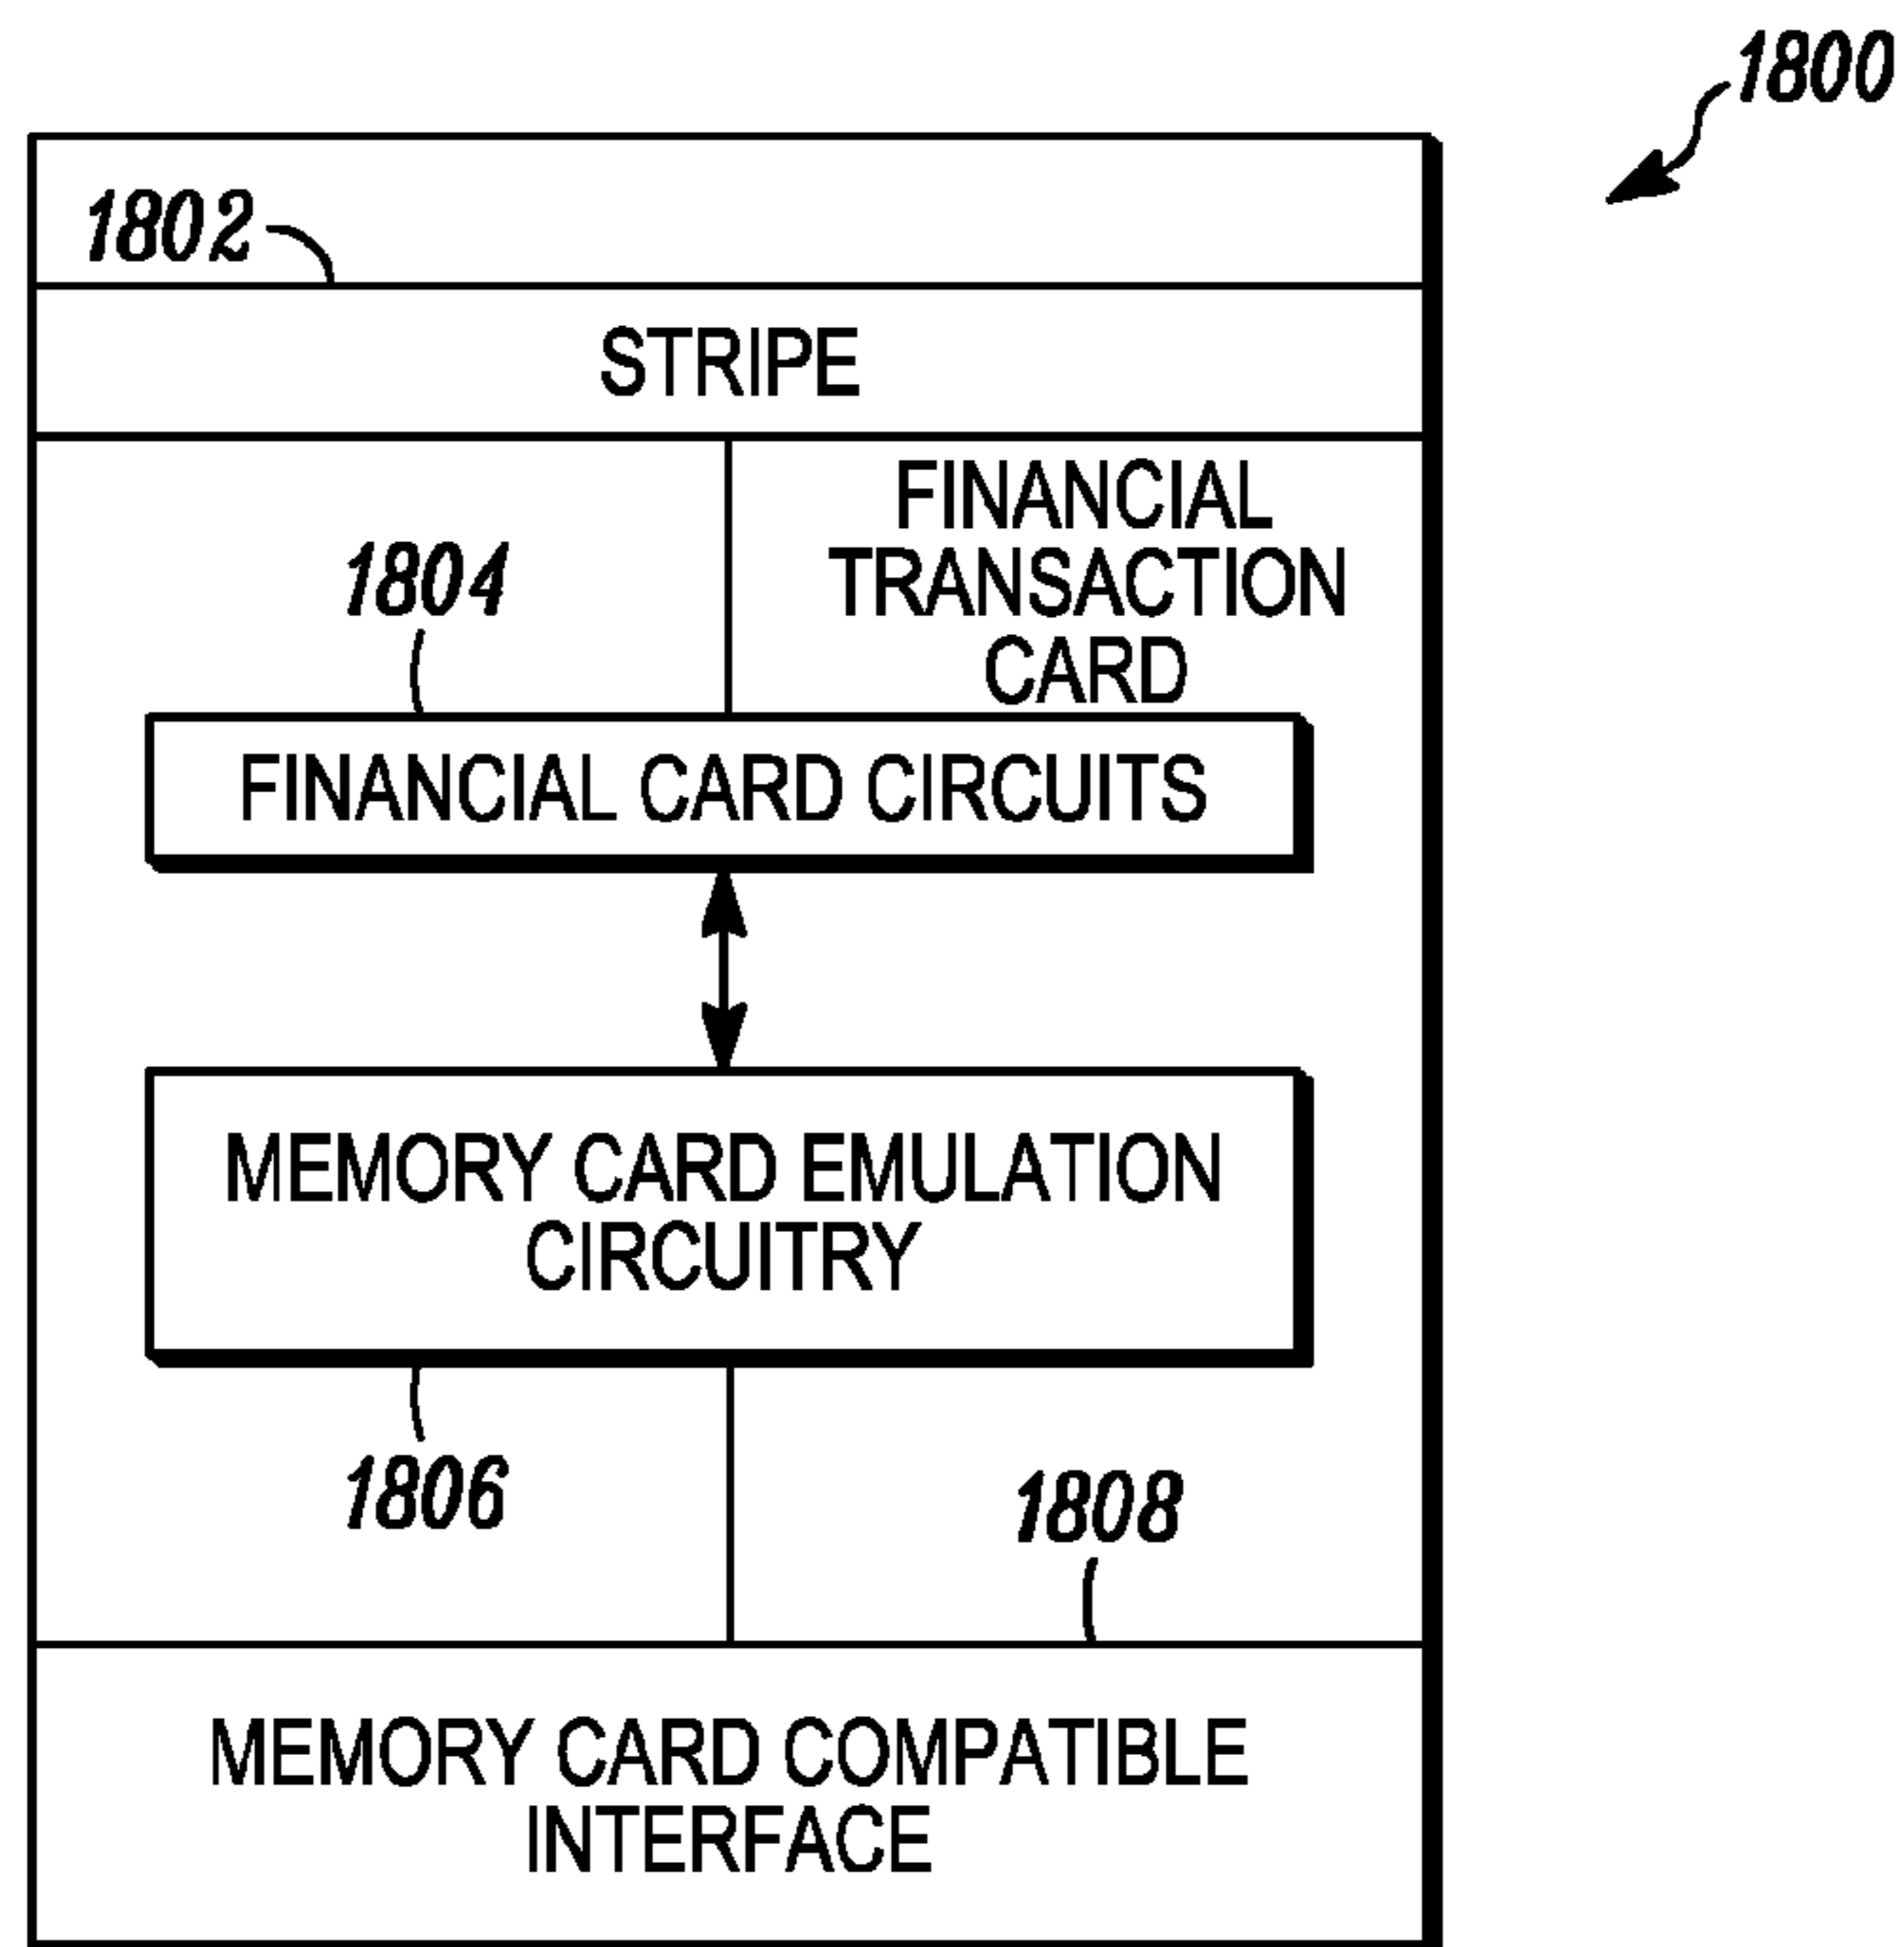 1800
1802
STRIPE
FINANCIAL
TRANSACTION
CARD
1804
FINANCIAL CARD CIRCUITS
MEMORY CARD EMULATION
CIRCUITRY
1806
1808
MEMORY CARD COMPATIBLE
INTERFACE